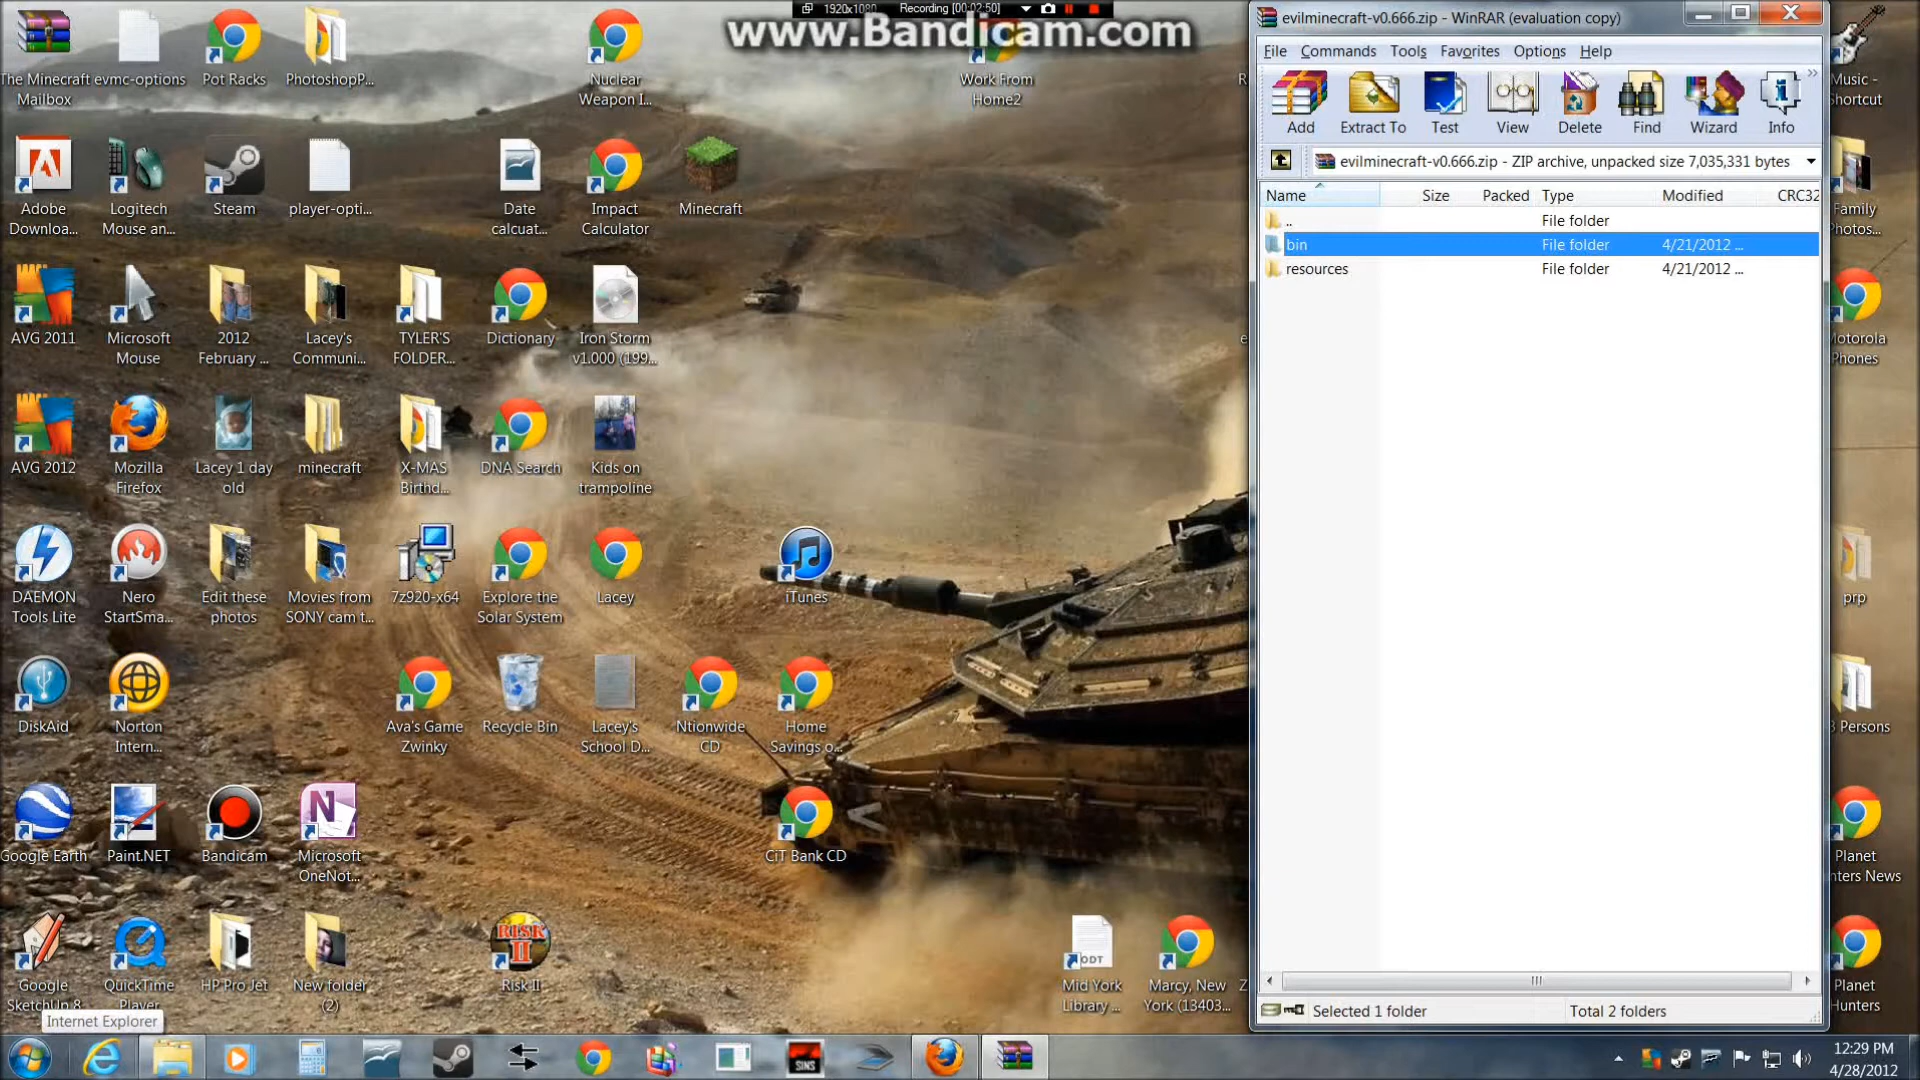 1920x1080 Recording [00:02:50]
www.Bandicam.com
The Minecraft Mailbox
evmc-options
Pot Racks
PhotoshopP...
Nuclear Weapon I...
Work From Home2
Adobe Downloa...
Logitech Mouse an...
Steam
player-opti...
Date calcuat...
Impact Calculator
Minecraft
AVG 2011
Microsoft Mouse
2012 February ...
Lacey's Communi...
TYLER'S FOLDER...
Dictionary
Iron Storm v1.000 (199...
AVG 2012
Mozilla Firefox
Lacey 1 day old
minecraft
X-MAS Birthd...
DNA Search
Kids on trampoline
DAEMON Tools Lite
Nero StartSma...
Edit these photos
Movies from SONY cam t...
7z920-x64
Explore the Solar System
Lacey
iTunes
DiskAid
Norton Intern...
Ava's Game Zwinky
Recycle Bin
Lacey's School D...
Ntionwide CD
Home Savings o...
Google Earth
Paint.NET
Bandicam
Microsoft OneNot...
CiT Bank CD
Google SketchUp 8
QuickTime Player
HP Pro Jet
New folder (2)
RISK II
Risk II
ODT
Mid York Library ...
Marcy, New York (13403...
Internet Explorer
evilminecraft-v0.666.zip - WinRAR (evaluation copy)
File Commands Tools Favorites Options Help
Add Extract To Test View Delete Find Wizard Info
evilminecraft-v0.666.zip - ZIP archive, unpacked size 7,035,331 bytes
Name Size Packed Type Modified CRC32
.. File folder
bin File folder 4/21/2012 ...
resources File folder 4/21/2012 ...
Selected 1 folder Total 2 folders
Music - Shortcut
Family Photos...
Motorola Phones
prp
3 Persons
Planet nters News
Planet Hunters
SINS
12:29 PM
4/28/2012